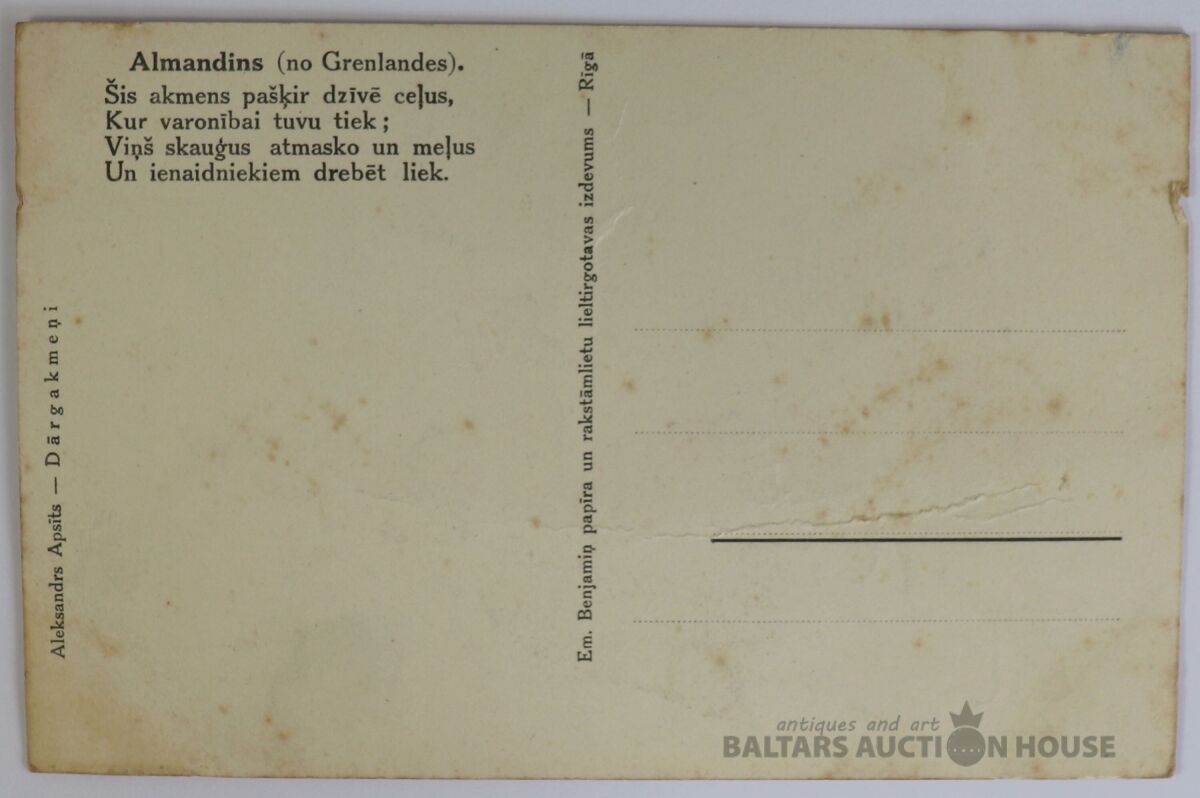 Almandins (no Grenlandes).
Šis akmens pašķir dzīvē ceļus,
Kur varonībai tuvu tiek;
Viņš skauģus atmasko un meļus
Un ienaidniekiem drebēt liek.
Aleksandrs Apsīts — Dārgakmeņi
Em. Benjamiņ papīra un rakstāmlietu lieltirgotavas izdevums — Rīgā
antiques and art
BALTARS AUCTION HOUSE